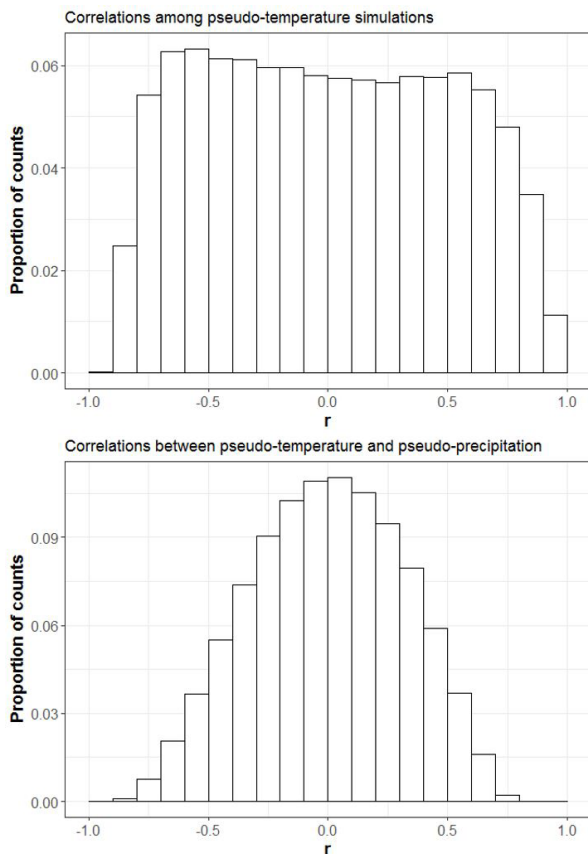 Correlations among pseudo-temperature simulations
Proportion of counts
0.06
0.04
0.02
0.00
-1.0 -0.5 0.0 0.5 1.0
r
Correlations between pseudo-temperature and pseudo-precipitation
Proportion of counts
0.09
0.06
0.03
0.00
-1.0 -0.5 0.0 0.5 1.0
r